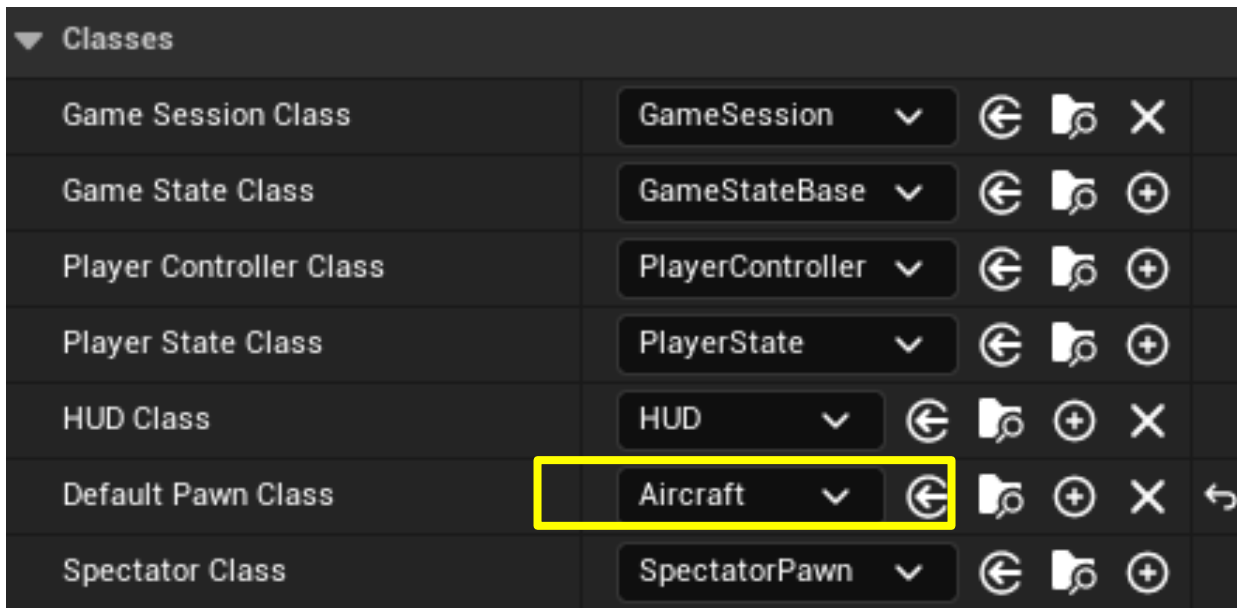 Classes
Game Session Class GameSession
Game State Class GameStateBase
Player Controller Class PlayerController
Player State Class PlayerState
HUD Class HUD
Default Pawn Class Aircraft
Spectator Class SpectatorPawn